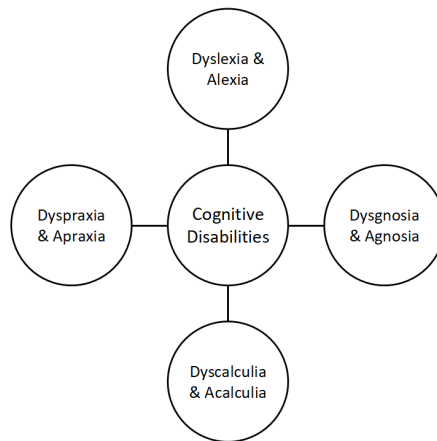 Dyslexia &
Alexia
Dyspraxia
& Apraxia
Cognitive
Disabilities
Dysgnosia
& Agnosia
Dyscalculia
& Acalculia